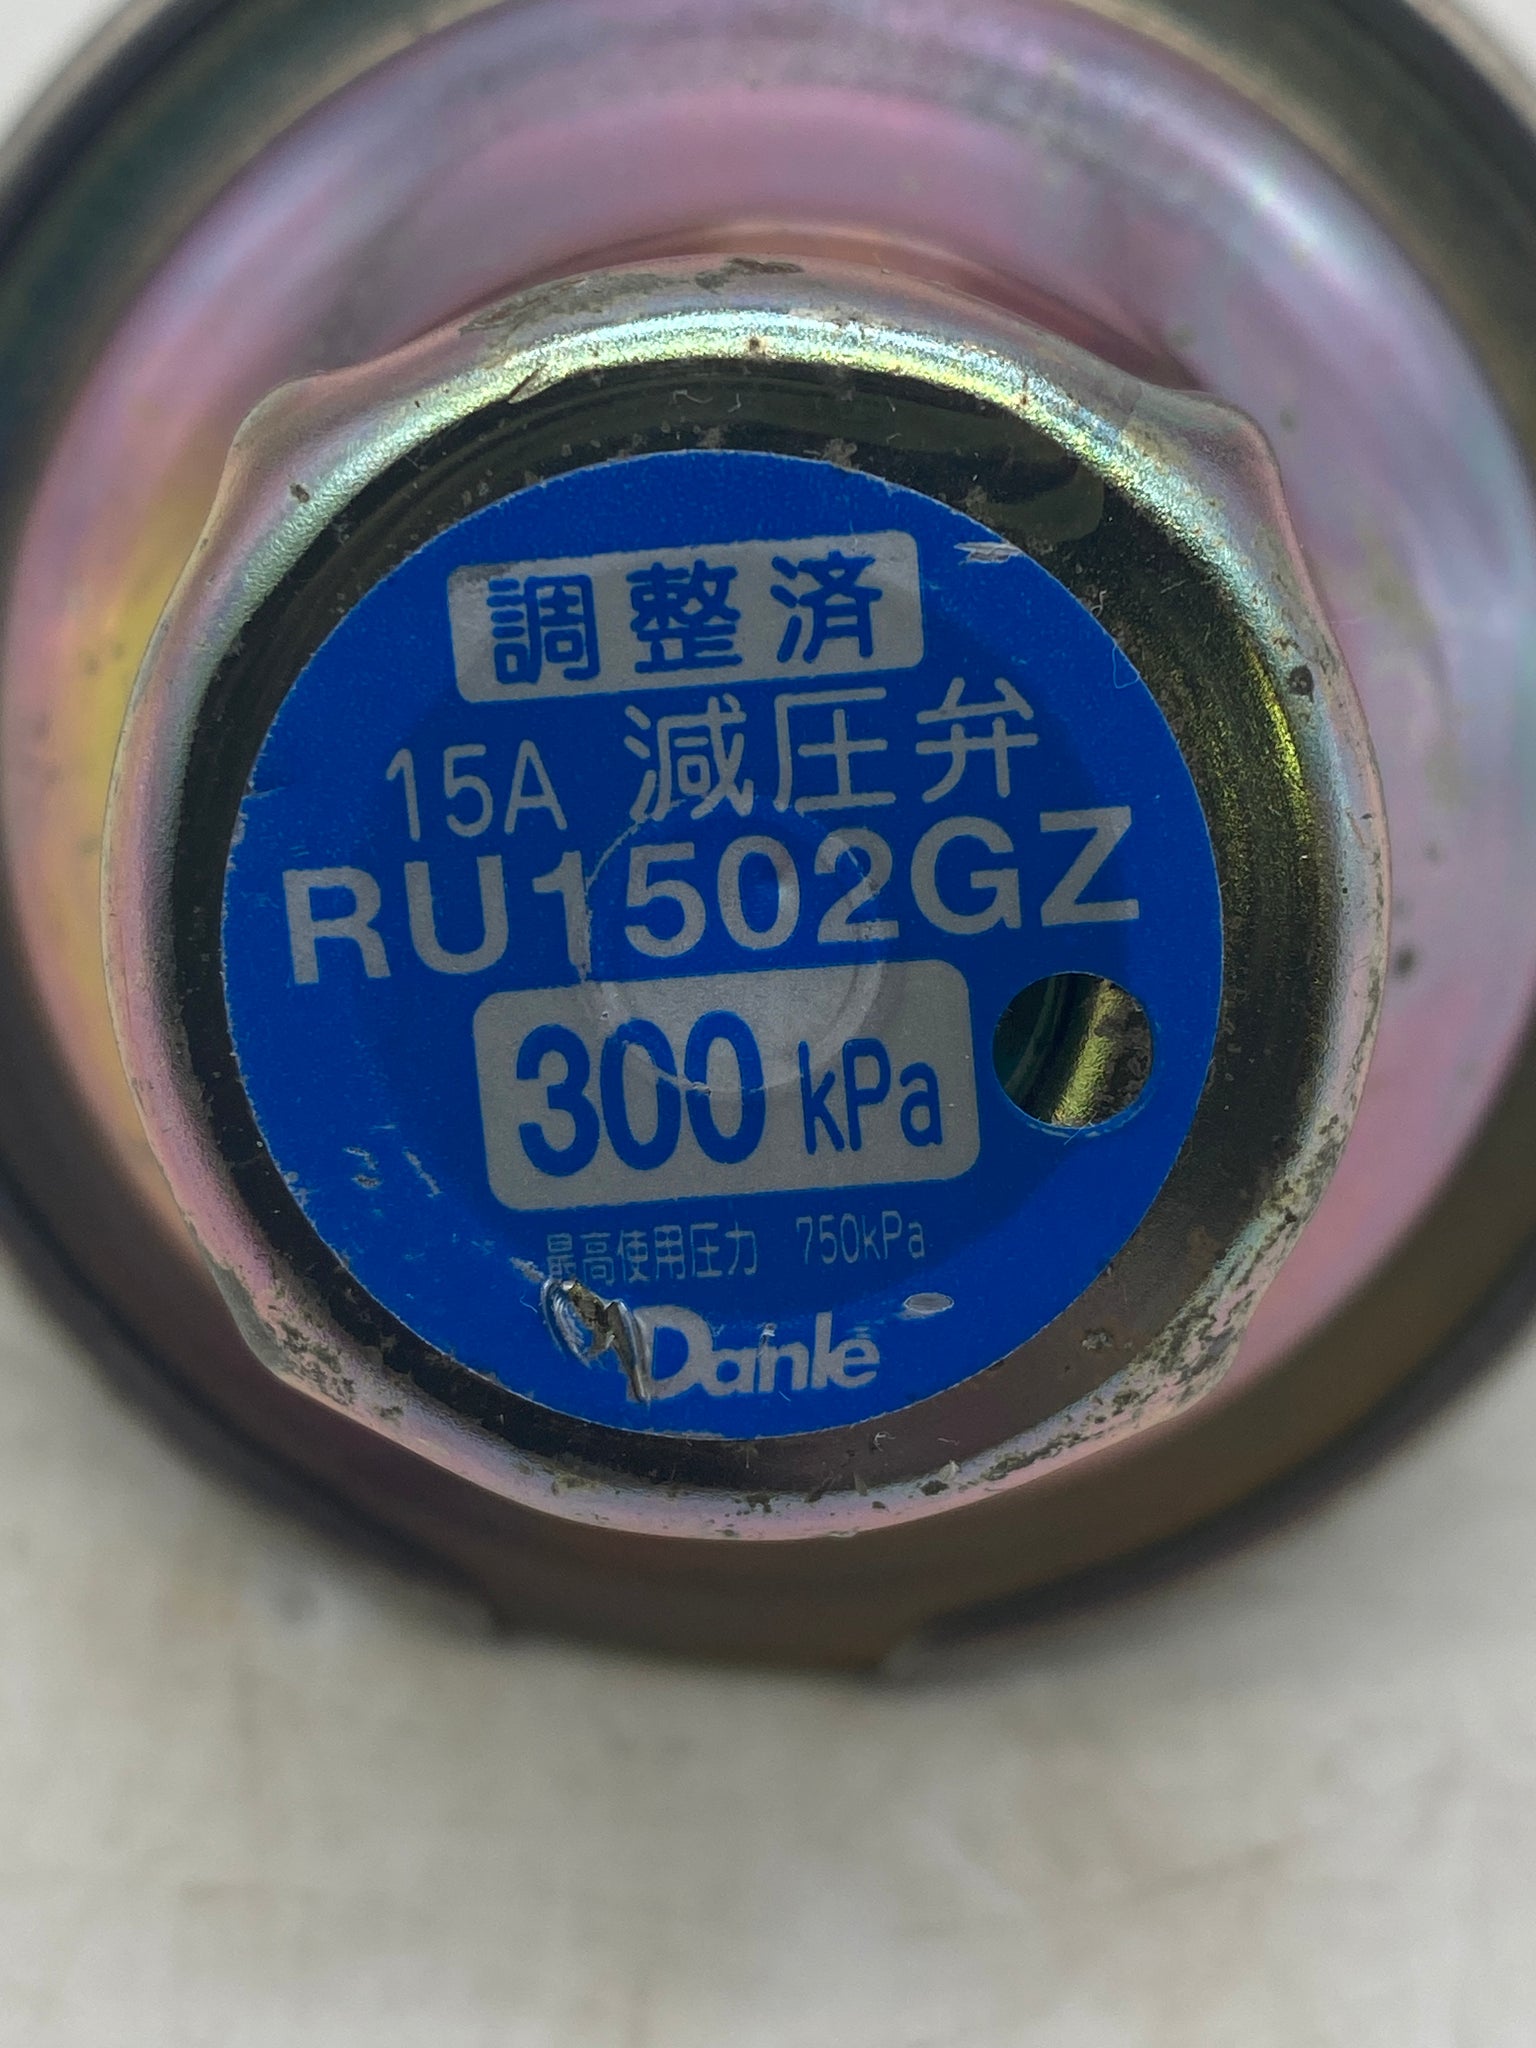 調整済
15A 減圧弁
RU1502GZ
300 kPa
最高使用圧力 750kPa
Danle